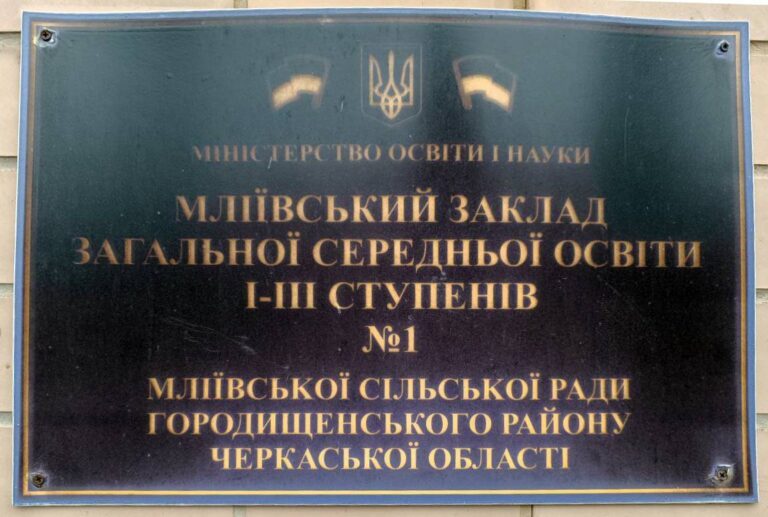 МІНІСТЕРСТВО ОСВІТИ І НАУКИ
МЛІЇВСЬКИЙ ЗАКЛАД
ЗАГАЛЬНОЇ СЕРЕДНЬОЇ ОСВІТИ
І-ІІІ СТУПЕНІВ
№1
МЛІЇВСЬКОЇ СІЛЬСЬКОЇ РАДИ
ГОРОДИЩЕНСЬКОГО РАЙОНУ
ЧЕРКАСЬКОЇ ОБЛАСТІ